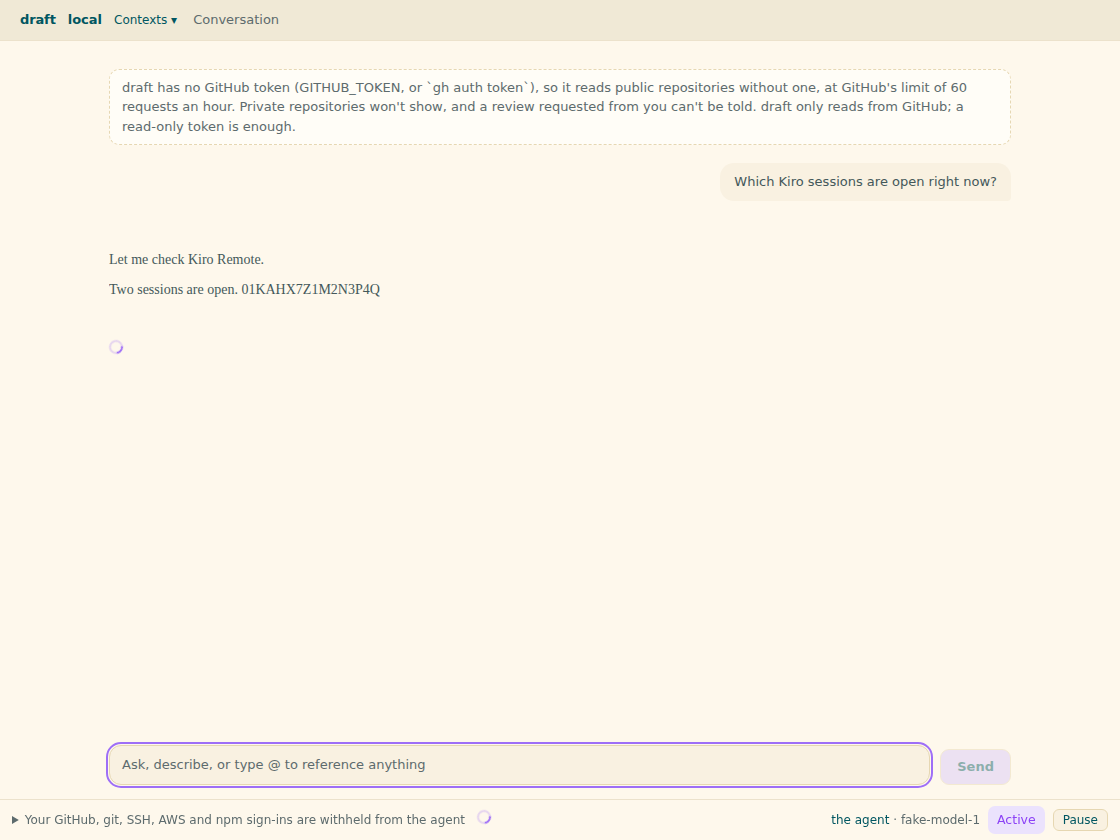 draft local Contexts ▾ Conversation
draft has no GitHub token (GITHUB_TOKEN, or `gh auth token`), so it reads public repositories without one, at GitHub's limit of 60
requests an hour. Private repositories won't show, and a review requested from you can't be told. draft only reads from GitHub; a
read-only token is enough.
Which Kiro sessions are open right now?
Let me check Kiro Remote.
Two sessions are open. 01KAHX7Z1M2N3P4Q
Ask, describe, or type @ to reference anything
Send
▶ Your GitHub, git, SSH, AWS and npm sign-ins are withheld from the agent
the agent · fake-model-1 Active Pause